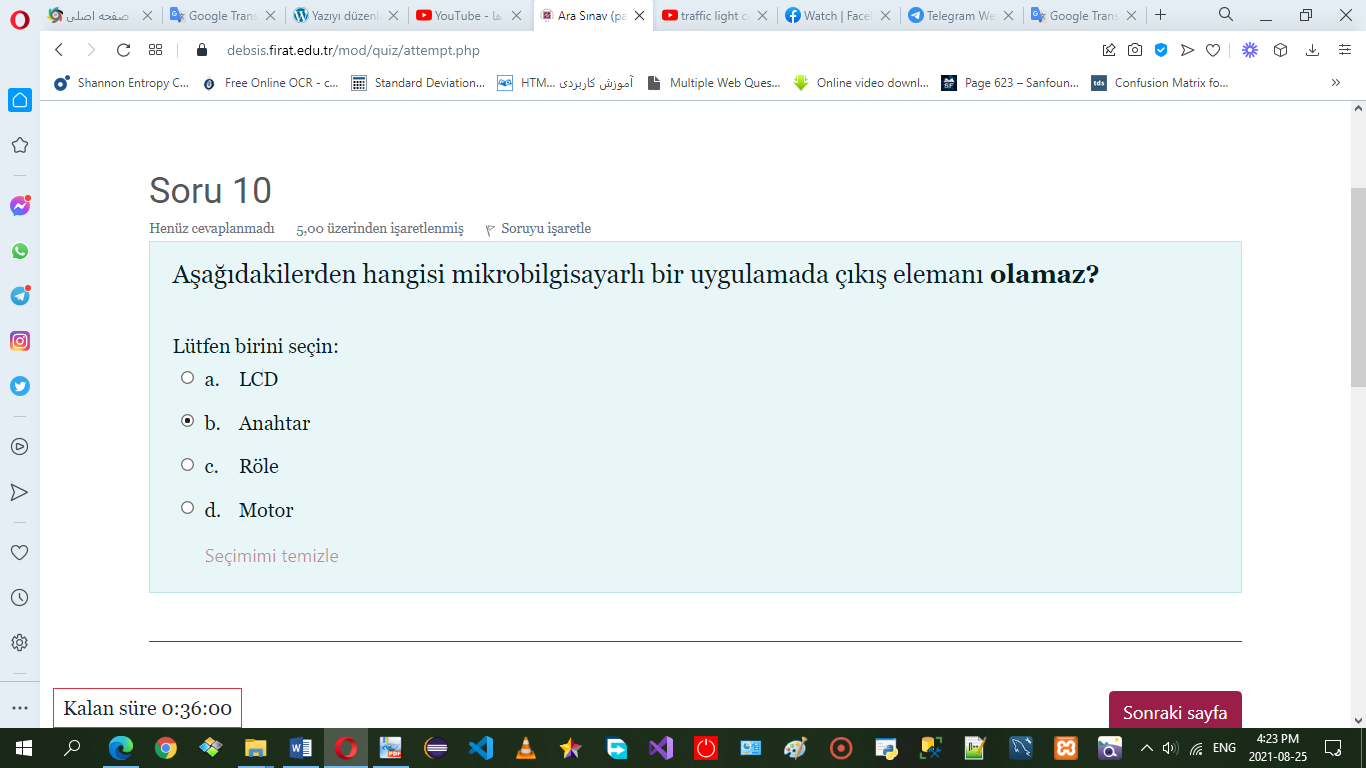 صفحه اصلی
Google Trans
Yazıyı düzenl
YouTube - ها
Ara Sınav (pa
traffic light c
Watch | Face
Telegram We
Google Trans
debsis.firat.edu.tr/mod/quiz/attempt.php
Shannon Entropy C...
Free Online OCR - c...
Standard Deviation...
HTM... آموزش کاربردی
Multiple Web Ques...
Online video downl...
Page 623 – Sanfoun...
Confusion Matrix fo...
Soru 10
Henüz cevaplanmadı 5,00 üzerinden işaretlenmiş Soruyu işaretle
Aşağıdakilerden hangisi mikrobilgisayarlı bir uygulamada çıkış elemanı olamaz?
Lütfen birini seçin:
a. LCD
b. Anahtar
c. Röle
d. Motor
Seçimimi temizle
Kalan süre 0:36:00
Sonraki sayfa
ENG
4:23 PM
2021-08-25